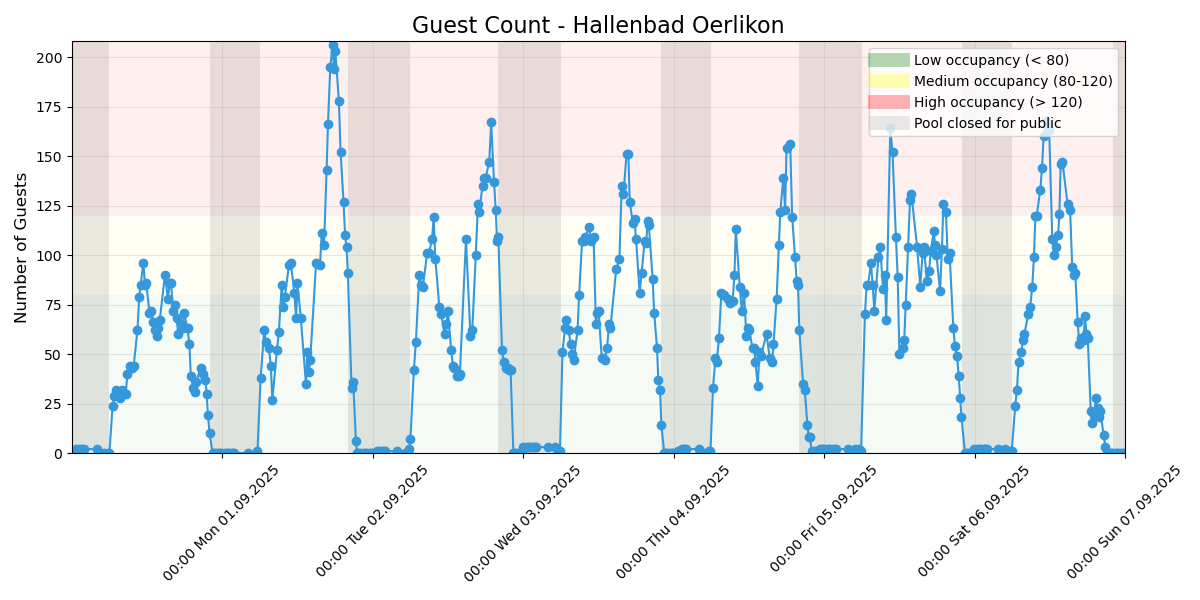 Guest Count - Hallenbad Oerlikon
Number of Guests
200
175
150
125
100
75
50
25
0
Low occupancy (< 80)
Medium occupancy (80-120)
High occupancy (> 120)
Pool closed for public
00:00 Mon 01.09.2025
00:00 Tue 02.09.2025
00:00 Wed 03.09.2025
00:00 Thu 04.09.2025
00:00 Fri 05.09.2025
00:00 Sat 06.09.2025
00:00 Sun 07.09.2025